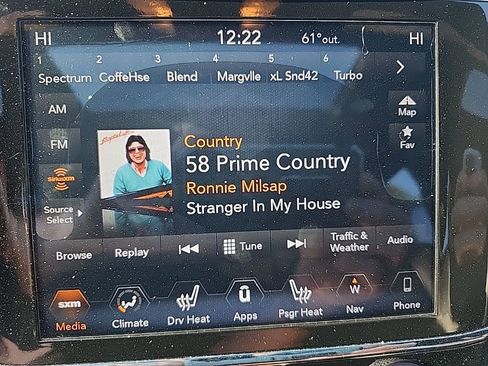 HI 12:22 61° out. HI
1 2 3 4 5 6
Spectrum CoffeHse Blend Margvlle xL Snd42 Turbo
AM
Map
FM
Fav
Country
58 Prime Country
SiriusXM
Ronnie Milsap
Source Select
Stranger In My House
Browse Replay Tune Traffic & Weather Audio
sxm W
Media Climate Drv Heat Apps Psgr Heat Nav Phone